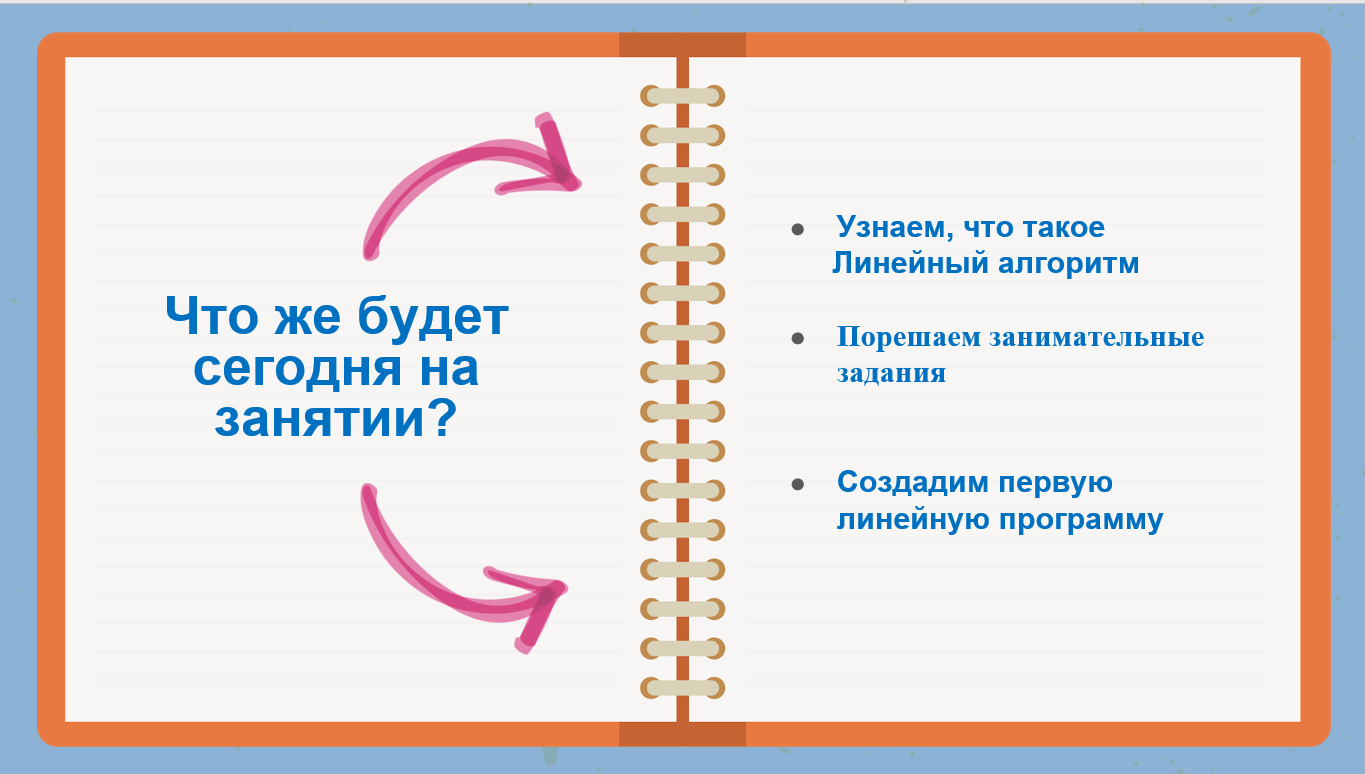 Что же будет
сегодня на
занятии?
● Узнаем, что такое
Линейный алгоритм
● Порешаем занимательные
задания
● Создадим первую
линейную программу